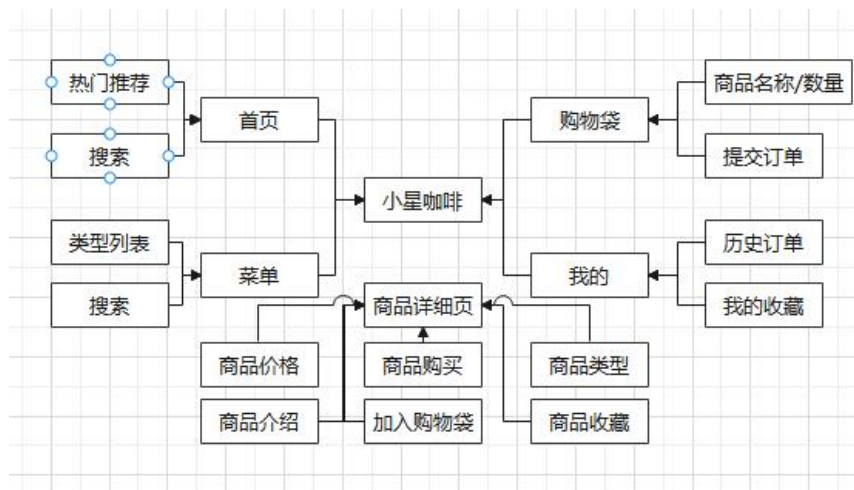 热门推荐
商品名称/数量
首页
购物袋
搜索
提交订单
小星咖啡
类型列表
历史订单
菜单
我的
搜索
商品详细页
我的收藏
商品价格
商品购买
商品类型
商品介绍
加入购物袋
商品收藏